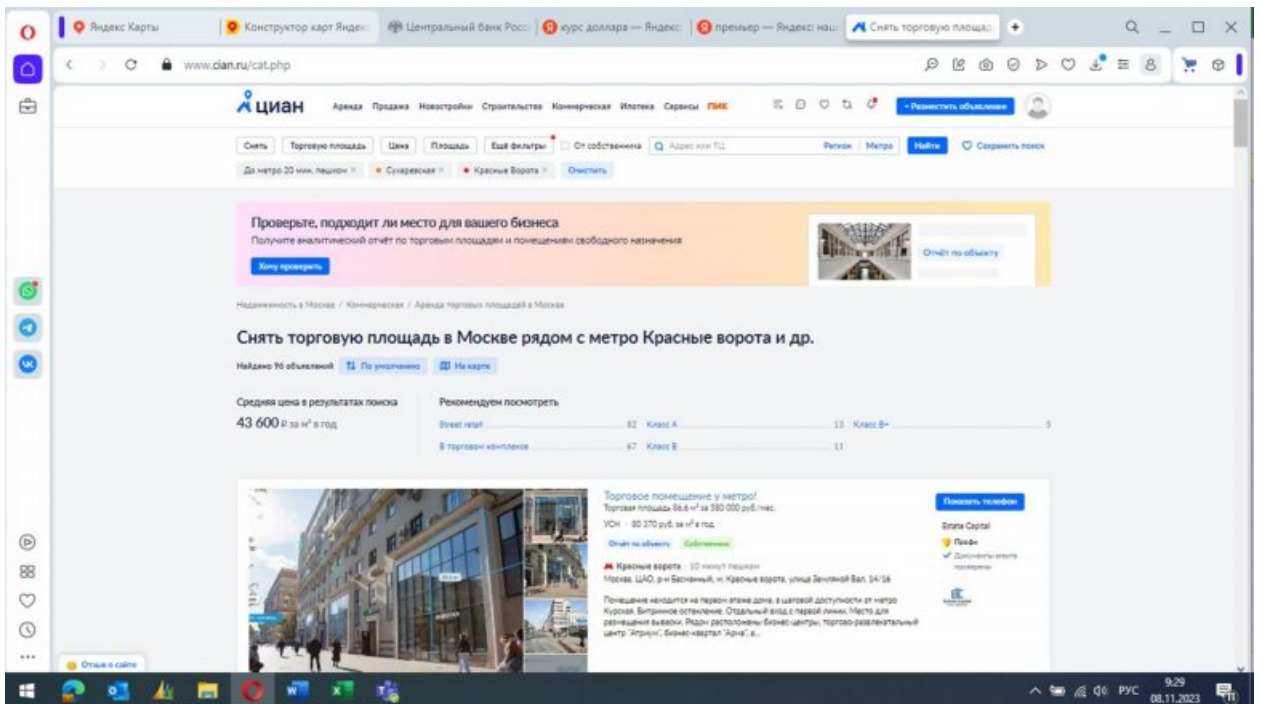 Яндекс Карты
Конструктор карт Яндекс
Центральный банк Росс
курс доллара — Яндекс:
премьер — Яндекс: наш
Снять торговую площад
www.cian.ru/cat.php
циан
Аренда Продажа Новостройки Строительство Коммерческая Ипотека Сервисы ПИК
+ Разместить объявление
Снять Торговую площадь Цена Площадь Ещё фильтры От собственника Адрес или ТЦ Регион Метро Найти Сохранить поиск
До метро 20 мин. пешком × Сухаревская × Красные Ворота × Очистить
Проверьте, подходит ли место для вашего бизнеса
Получите аналитический отчёт по торговым площадям и помещениям свободного назначения
Хочу проверить
Отчёт по объекту
Недвижимость в Москве / Коммерческая / Аренда торговых площадей в Москве
Снять торговую площадь в Москве рядом с метро Красные ворота и др.
Найдено 96 объявлений По умолчанию На карте
Средняя цена в результатах поиска
43 600 ₽ за м² в год
Рекомендуем посмотреть
Street retail 82 Класс A 13 Класс B+ 5
В торговом комплексе 47 Класс B 11
Торговое помещение у метро!
Торговая площадь 86.6 м² за 580 000 руб./мес.
УСН · 80 370 руб. за м² в год
Отчёт по объекту Собственник
Красные ворота · 10 минут пешком
Москва, ЦАО, р-н Басманный, м. Красные ворота, улица Земляной Вал, 14/16
Помещение находится на первом этаже дома, в шаговой доступности от метро
Курская. Витринное остекление. Отдельный вход с первой линии. Место для
размещения вывески. Рядом расположены бизнес-центры, торгово-развлекательный
центр "Атриум", бизнес-квартал "Арма", а...
Показать телефон
Estate Capital
Профи
Документы агента
проверены
Отзыв о сайте
РУС
9:29
08.11.2023